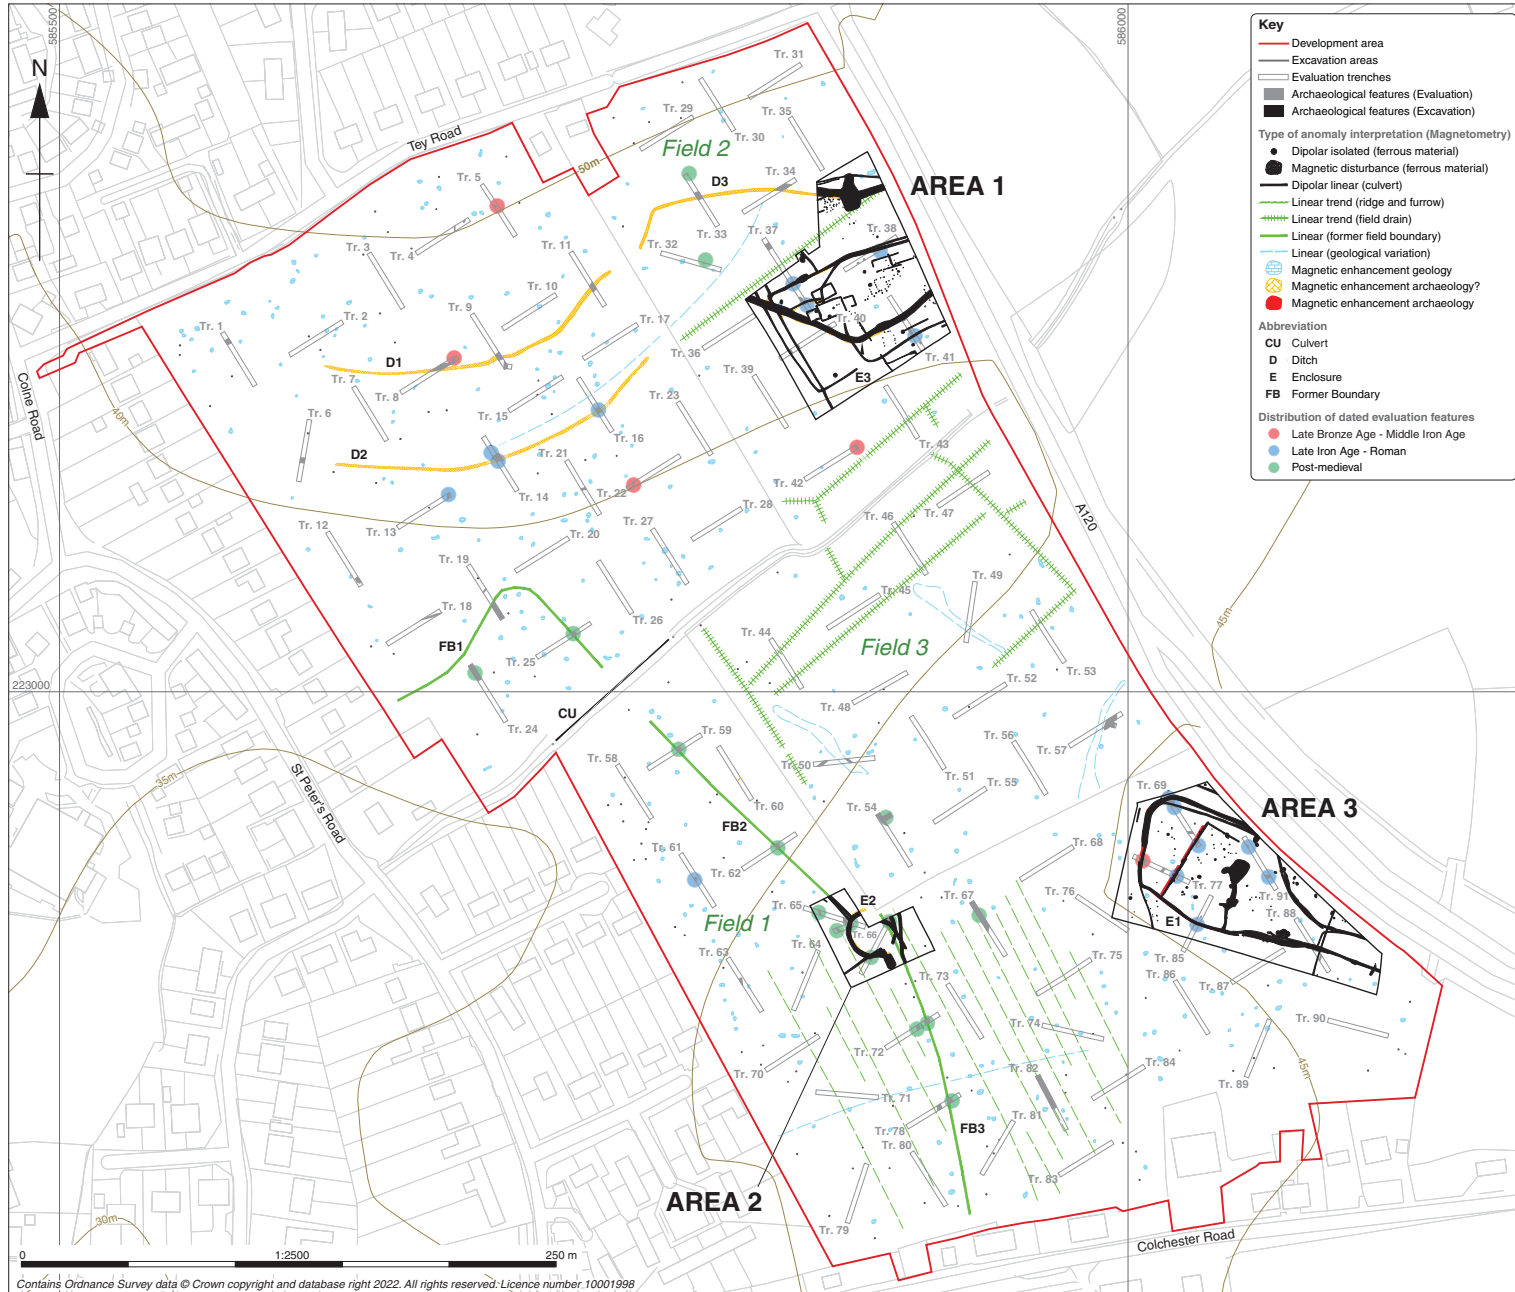 585500
586000
N
Tey Road
Colne Road
St Peter's Road
A120
Colchester Road
223000
Field 2
Field 3
Field 1
AREA 1
AREA 2
AREA 3
50m
40m
35m
30m
45m
45m
Tr. 31
Tr. 29
Tr. 35
Tr. 30
Tr. 5
D3
Tr. 34
Tr. 33
Tr. 37
Tr. 38
Tr. 3
Tr. 4
Tr. 11
Tr. 32
Tr. 10
Tr. 9
Tr. 17
Tr. 1
Tr. 2
Tr. 40
Tr. 36
Tr. 41
D1
Tr. 7
Tr. 8
E3
Tr. 39
Tr. 6
Tr. 15
Tr. 23
Tr. 16
D2
Tr. 21
Tr. 43
Tr. 14
Tr. 22
Tr. 42
Tr. 13
Tr. 12
Tr. 28
Tr. 47
Tr. 46
Tr. 27
Tr. 20
Tr. 19
Tr. 49
Tr. 45
Tr. 18
Tr. 26
Tr. 44
FB1
Tr. 25
Tr. 53
Tr. 52
Tr. 48
CU
Tr. 24
Tr. 59
Tr. 58
Tr. 56
Tr. 57
Tr. 50
Tr. 51
Tr. 55
Tr. 60
Tr. 54
Tr. 69
FB2
Tr. 61
Tr. 62
Tr. 68
Tr. 77
Tr. 76
Tr. 91
E2
Tr. 67
Tr. 65
Tr. 66
E1
Tr. 88
Tr. 64
Tr. 63
Tr. 85
Tr. 75
Tr. 73
Tr. 86
Tr. 87
Tr. 74
Tr. 90
Tr. 72
Tr. 70
Tr. 82
Tr. 84
Tr. 89
Tr. 71
Tr. 81
Tr. 78
FB3
Tr. 80
Tr. 83
Tr. 79
Key
Development area
Excavation areas
Evaluation trenches
Archaeological features (Evaluation)
Archaeological features (Excavation)
Type of anomaly interpretation (Magnetometry)
Dipolar isolated (ferrous material)
Magnetic disturbance (ferrous material)
Dipolar linear (culvert)
Linear trend (ridge and furrow)
Linear trend (field drain)
Linear (former field boundary)
Linear (geological variation)
Magnetic enhancement geology
Magnetic enhancement archaeology?
Magnetic enhancement archaeology
Abbreviation
CU Culvert
D Ditch
E Enclosure
FB Former Boundary
Distribution of dated evaluation features
Late Bronze Age - Middle Iron Age
Late Iron Age - Roman
Post-medieval
0 1:2500 250 m
Contains Ordnance Survey data © Crown copyright and database right 2022. All rights reserved. Licence number 10001998